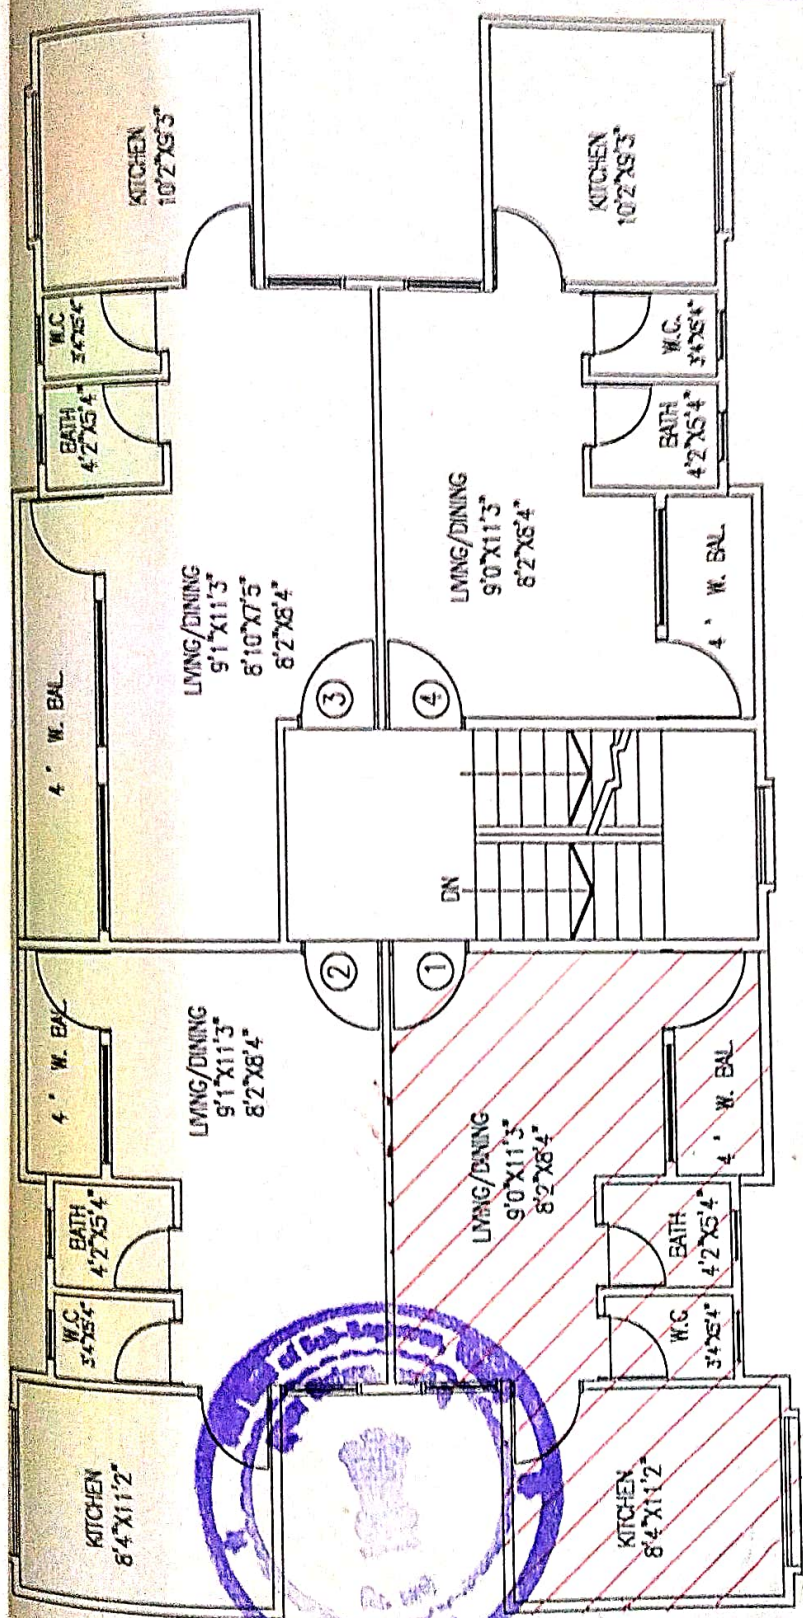 KITCHEN
10'2"X9'3"
KITCHEN
10'2"X9'3"
W.C
3'4"X5'4"
W.C.
3'4"X5'4"
BATH
4'2"X5'4"
BATH
4'2"X5'4"
LIVING/DINING
9'1"X11'3"
8'10"X7'5"
8'2"X8'4"
LIVING/DINING
9'0"X11'3"
8'2"X8'4"
4' W. BAL.
4' W. BAL.
3
4
DN
2
1
4' W. BAL
LIVING/DINING
9'1"X11'3"
8'2"X8'4"
LIVING/DINING
9'0"X11'3"
8'2"X8'4"
4' W. BAL
BATH
4'2"X5'4"
BATH
4'2"X5'4"
W.C
3'4"X5'4"
W.C
3'4"X5'4"
KITCHEN
8'4"X11'2"
KITCHEN
8'4"X11'2"
of Sub-Registrar